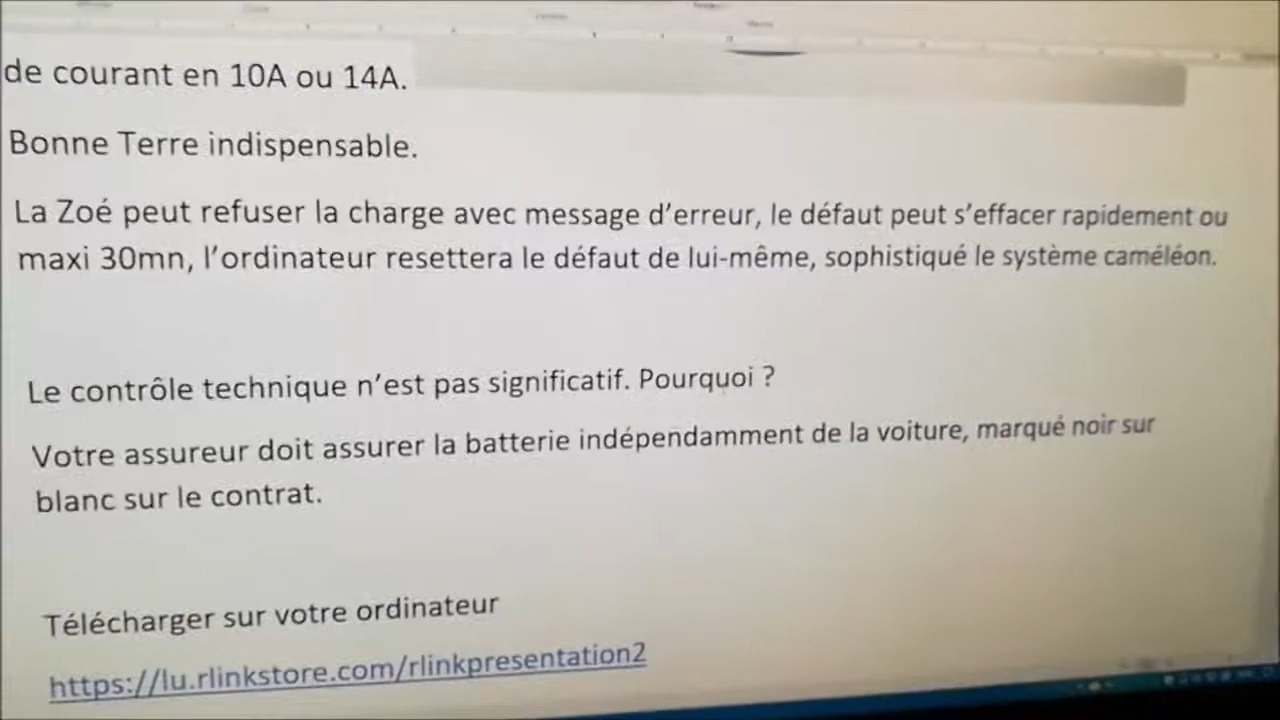 de courant en 10A ou 14A.
Bonne Terre indispensable.
La Zoé peut refuser la charge avec message d’erreur, le défaut peut s’effacer rapidement ou
maxi 30mn, l’ordinateur resettera le défaut de lui-même, sophistiqué le système caméléon.
Le contrôle technique n’est pas significatif. Pourquoi ?
Votre assureur doit assurer la batterie indépendamment de la voiture, marqué noir sur
blanc sur le contrat.
Télécharger sur votre ordinateur
https://lu.rlinkstore.com/rlinkpresentation2